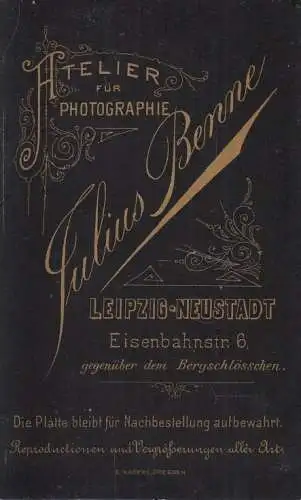 ATELIER
FÜR
PHOTOGRAPHIE
Julius Benne
LEIPZIG-NEUSTADT
Eisenbahnstr. 6,
gegenüber dem Bergschlösschen.
Die Platte bleibt für Nachbestellung aufbewahrt.
Reproductionen und Vergrößerungen aller Art.
DRESDEN